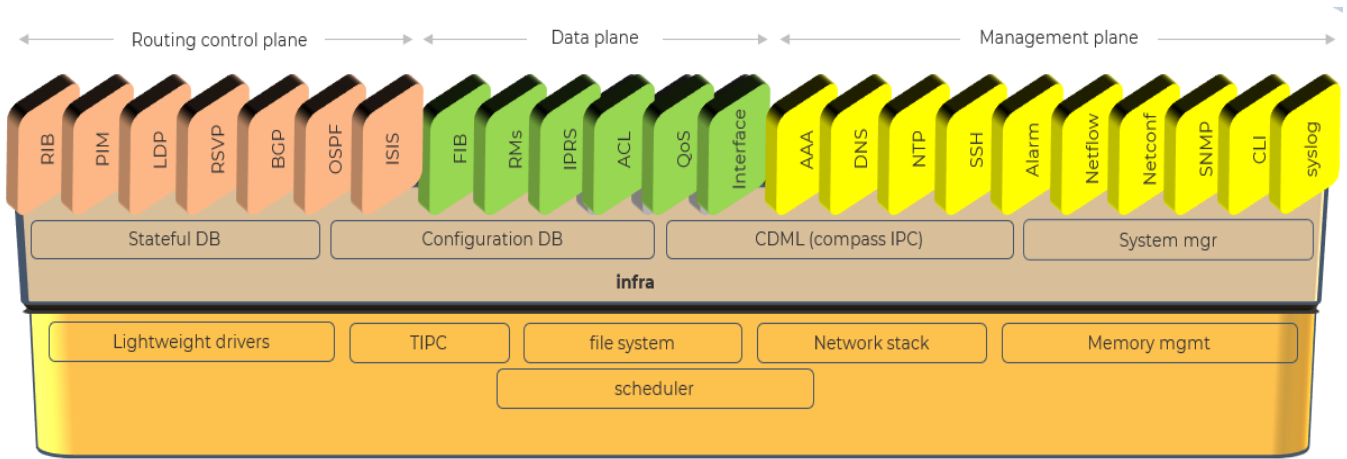 Routing control plane
Data plane
Management plane
RIB
PIM
LDP
RSVP
BGP
OSPF
ISIS
FIB
RMs
IPRS
ACL
QoS
Interface
AAA
DNS
NTP
SSH
Alarm
Netflow
Netconf
SNMP
CLI
syslog
Stateful DB
Configuration DB
CDML (compass IPC)
System mgr
infra
Lightweight drivers
TIPC
file system
Network stack
Memory mgmt
scheduler